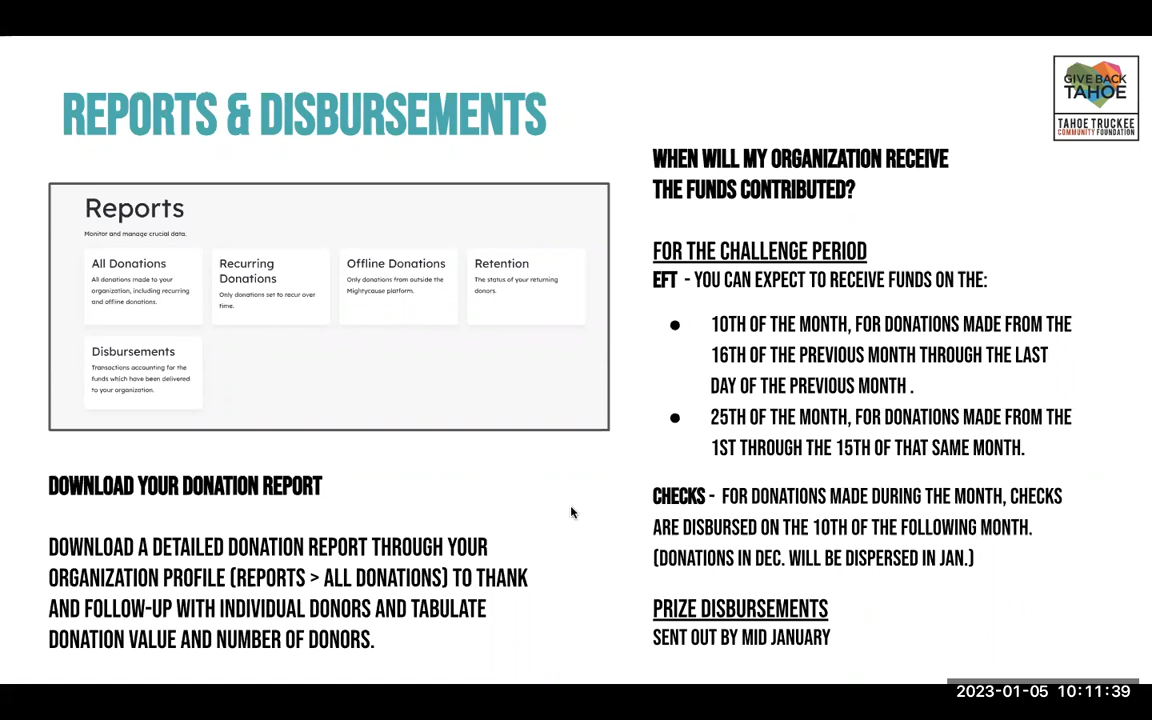 REPORTS & DISBURSEMENTS
GIVE BACK
TAHOE
TAHOE TRUCKEE
COMMUNITY FOUNDATION
Reports
Monitor and manage crucial data.
All Donations
All donations made to your
organization, including recurring
and offline donations.
Recurring
Donations
Only donations set to recur over
time.
Offline Donations
Only donations from outside the
Mightycause platform.
Retention
The status of your returning
donors.
Disbursements
Transactions accounting for the
funds which have been delivered
to your organization.
DOWNLOAD YOUR DONATION REPORT
DOWNLOAD A DETAILED DONATION REPORT THROUGH YOUR
ORGANIZATION PROFILE (REPORTS > ALL DONATIONS) TO THANK
AND FOLLOW-UP WITH INDIVIDUAL DONORS AND TABULATE
DONATION VALUE AND NUMBER OF DONORS.
WHEN WILL MY ORGANIZATION RECEIVE
THE FUNDS CONTRIBUTED?
FOR THE CHALLENGE PERIOD
EFT - YOU CAN EXPECT TO RECEIVE FUNDS ON THE:
● 10TH OF THE MONTH, FOR DONATIONS MADE FROM THE
16TH OF THE PREVIOUS MONTH THROUGH THE LAST
DAY OF THE PREVIOUS MONTH .
● 25TH OF THE MONTH, FOR DONATIONS MADE FROM THE
1ST THROUGH THE 15TH OF THAT SAME MONTH.
CHECKS - FOR DONATIONS MADE DURING THE MONTH, CHECKS
ARE DISBURSED ON THE 10TH OF THE FOLLOWING MONTH.
(DONATIONS IN DEC. WILL BE DISPERSED IN JAN.)
PRIZE DISBURSEMENTS
SENT OUT BY MID JANUARY
2023-01-05 10:11:39